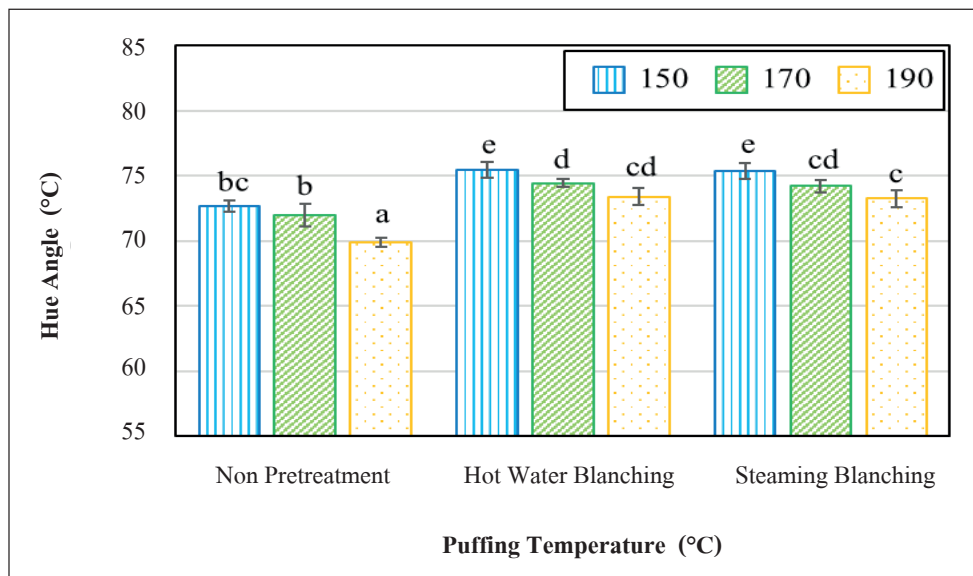 85
80
75
70
65
60
55
Hue Angle (°C)
150 170 190
bc b a
e d cd
e cd c
Non Pretreatment Hot Water Blanching Steaming Blanching
Puffing Temperature (°C)